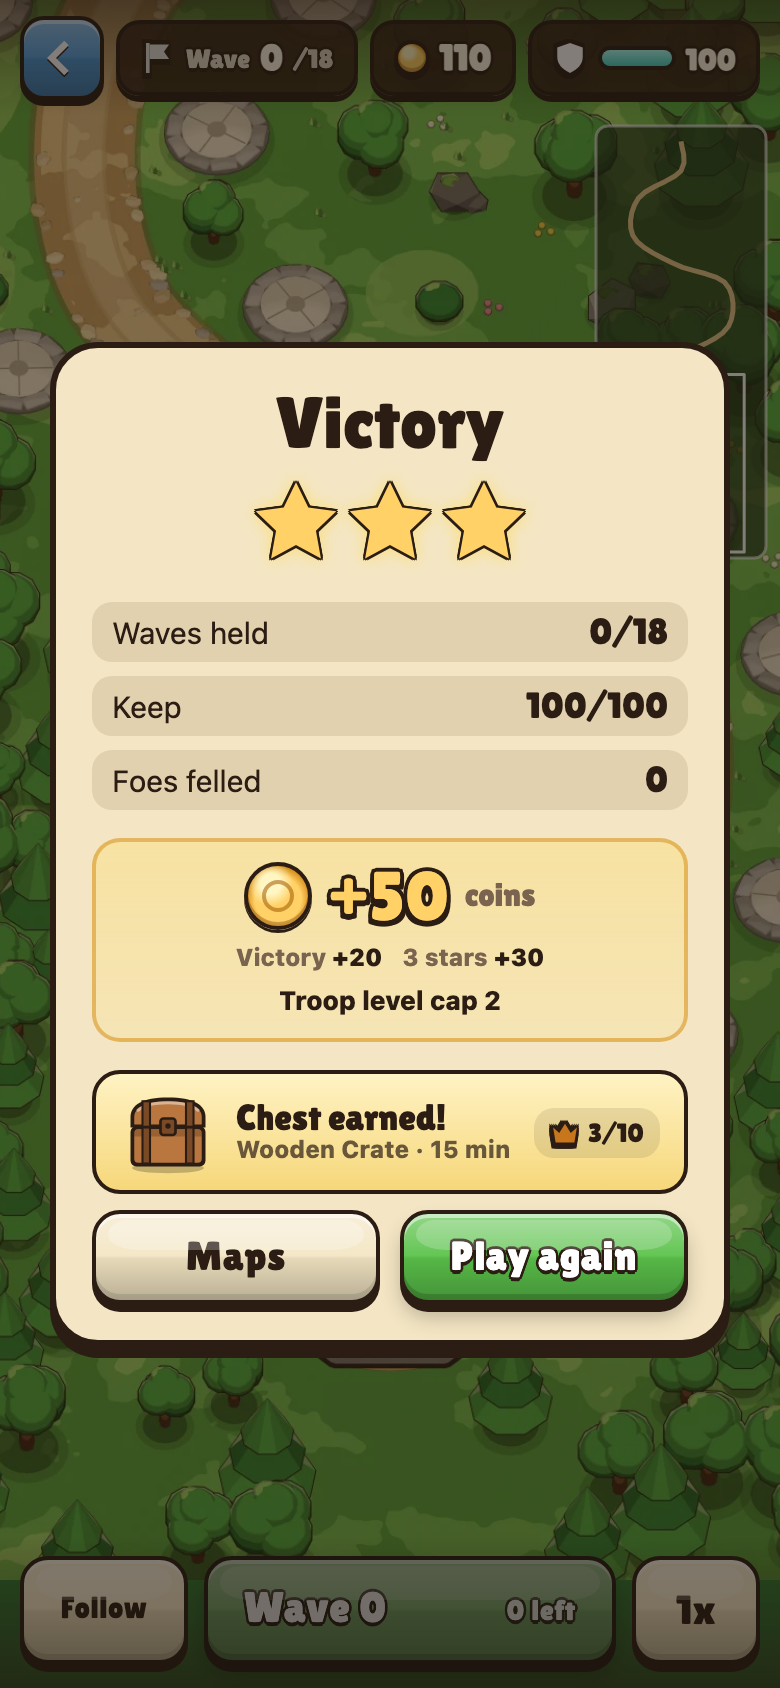 Wave 0 /18
110
100
Victory
Waves held 0/18
Keep 100/100
Foes felled 0
+50 coins
Victory +20 3 stars +30
Troop level cap 2
Chest earned!
Wooden Crate · 15 min
3/10
Maps
Play again
Follow
Wave 0 0 left
1x